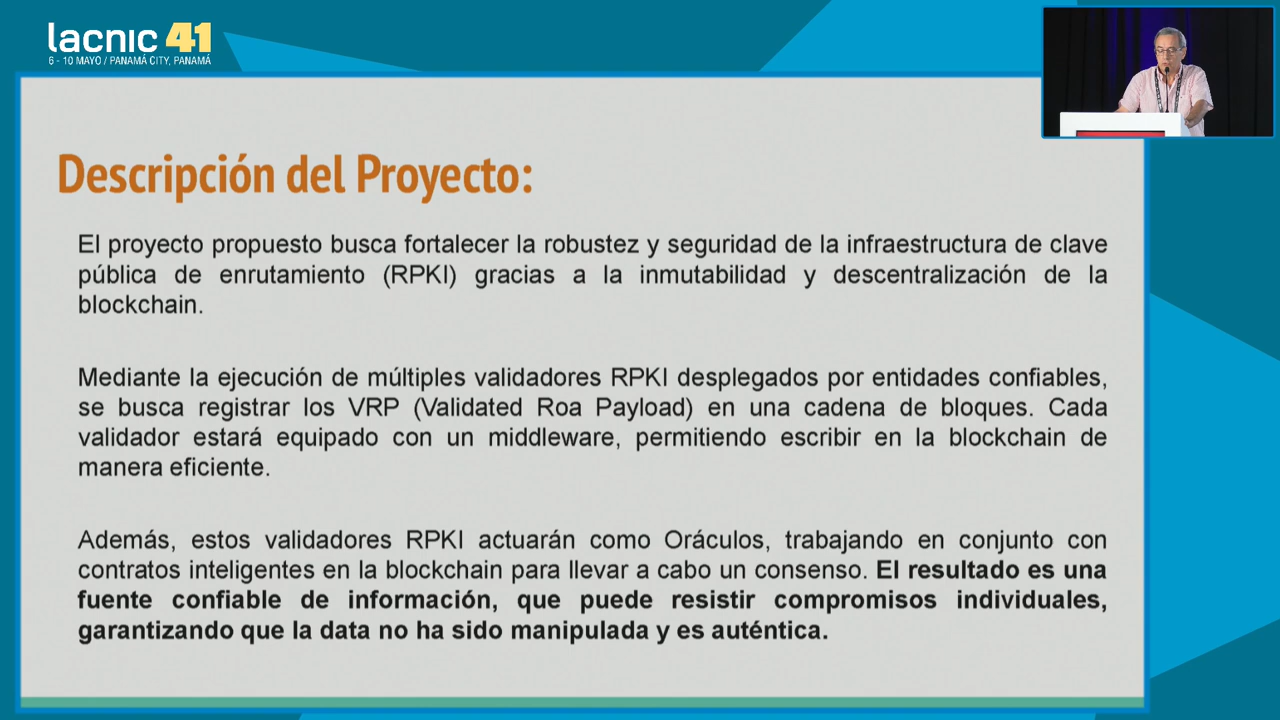 lacnic 41
6 - 10 MAYO / PANAMÁ CITY, PANAMÁ
Descripción del Proyecto:
El proyecto propuesto busca fortalecer la robustez y seguridad de la infraestructura de clave
pública de enrutamiento (RPKI) gracias a la inmutabilidad y descentralización de la
blockchain.
Mediante la ejecución de múltiples validadores RPKI desplegados por entidades confiables,
se busca registrar los VRP (Validated Roa Payload) en una cadena de bloques. Cada
validador estará equipado con un middleware, permitiendo escribir en la blockchain de
manera eficiente.
Además, estos validadores RPKI actuarán como Oráculos, trabajando en conjunto con
contratos inteligentes en la blockchain para llevar a cabo un consenso. El resultado es una
fuente confiable de información, que puede resistir compromisos individuales,
garantizando que la data no ha sido manipulada y es auténtica.